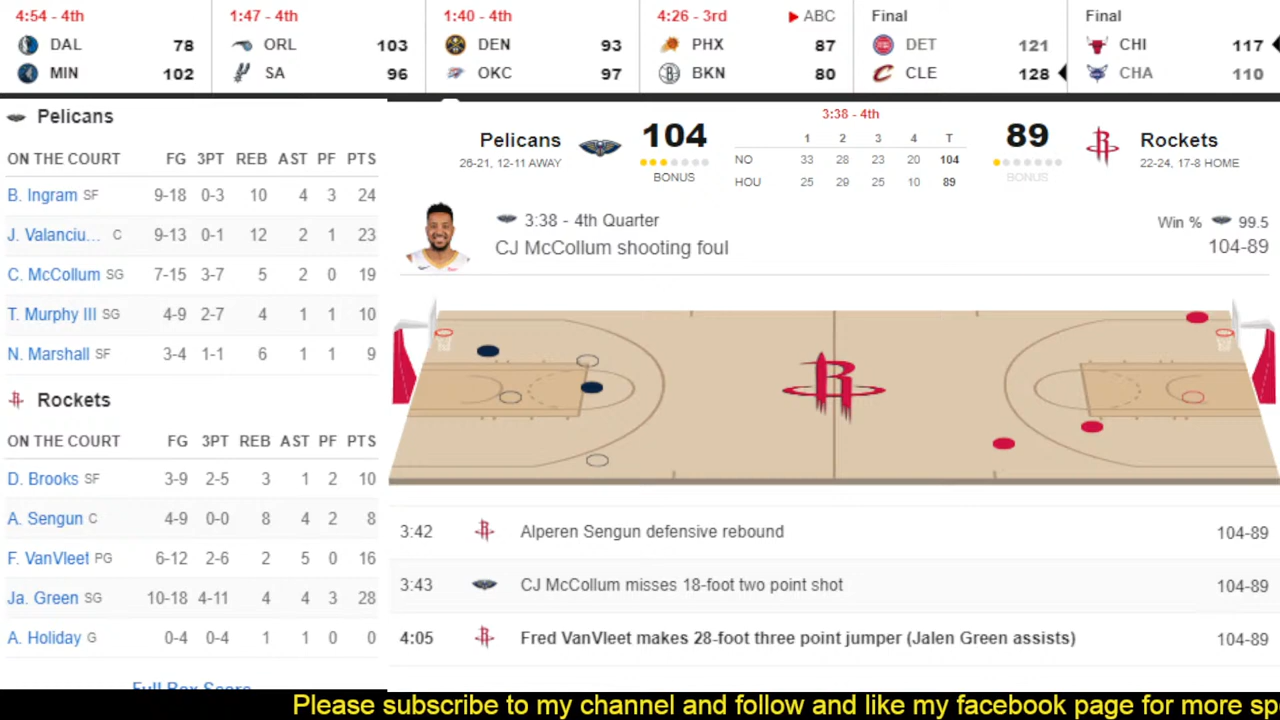 4:54 - 4th
DAL 78
MIN 102
1:47 - 4th
ORL 103
SA 96
1:40 - 4th
DEN 93
OKC 97
4:26 - 3rd ABC
PHX 87
BKN 80
Final
DET 121
CLE 128
Final
CHI 117
CHA 110
Pelicans
ON THE COURT FG 3PT REB AST PF PTS
B. Ingram SF 9-18 0-3 10 4 3 24
J. Valanciu... C 9-13 0-1 12 2 1 23
C. McCollum SG 7-15 3-7 5 2 0 19
T. Murphy III SG 4-9 2-7 4 1 1 10
N. Marshall SF 3-4 1-1 6 1 1 9
Rockets
ON THE COURT FG 3PT REB AST PF PTS
D. Brooks SF 3-9 2-5 3 1 2 10
A. Sengun C 4-9 0-0 8 4 2 8
F. VanVleet PG 6-12 2-6 2 5 0 16
Ja. Green SG 10-18 4-11 4 4 3 28
A. Holiday G 0-4 0-4 1 1 0 0
Full Box Score
Pelicans 104
26-21, 12-11 AWAY
BONUS
3:38 - 4th
1 2 3 4 T
NO 33 28 23 20 104
HOU 25 29 25 10 89
89 Rockets
22-24, 17-8 HOME
BONUS
3:38 - 4th Quarter
CJ McCollum shooting foul
Win % 99.5
104-89
R
3:42 Alperen Sengun defensive rebound 104-89
3:43 CJ McCollum misses 18-foot two point shot 104-89
4:05 Fred VanVleet makes 28-foot three point jumper (Jalen Green assists) 104-89
Please subscribe to my channel and follow and like my facebook page for more sp